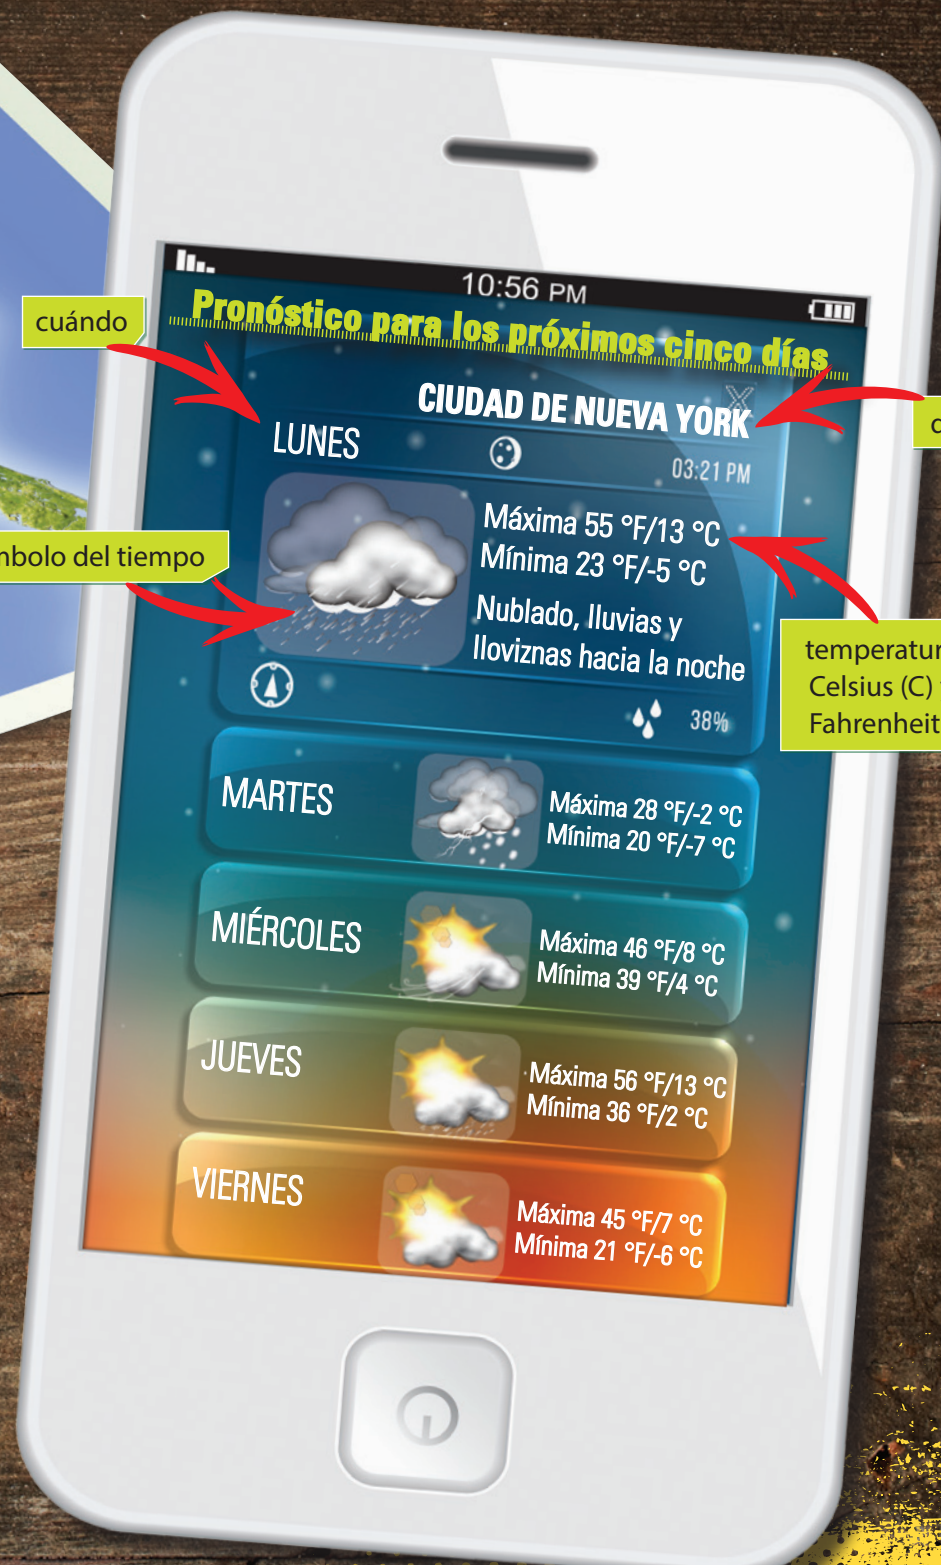 10:56 PM
Pronóstico para los próximos cinco días
cuándo
CIUDAD DE NUEVA YORK
LUNES
03:21 PM
Máxima 55 °F/13 °C
Mínima 23 °F/-5 °C
Nublado, lluvias y
lloviznas hacia la noche
38%
del tiempo
Celsius (C)
Fahrenheit
MARTES
Máxima 28 °F/-2 °C
Mínima 20 °F/-7 °C
MIÉRCOLES
Máxima 46 °F/8 °C
Mínima 39 °F/4 °C
JUEVES
Máxima 56 °F/13 °C
Mínima 36 °F/2 °C
VIERNES
Máxima 45 °F/7 °C
Mínima 21 °F/-6 °C